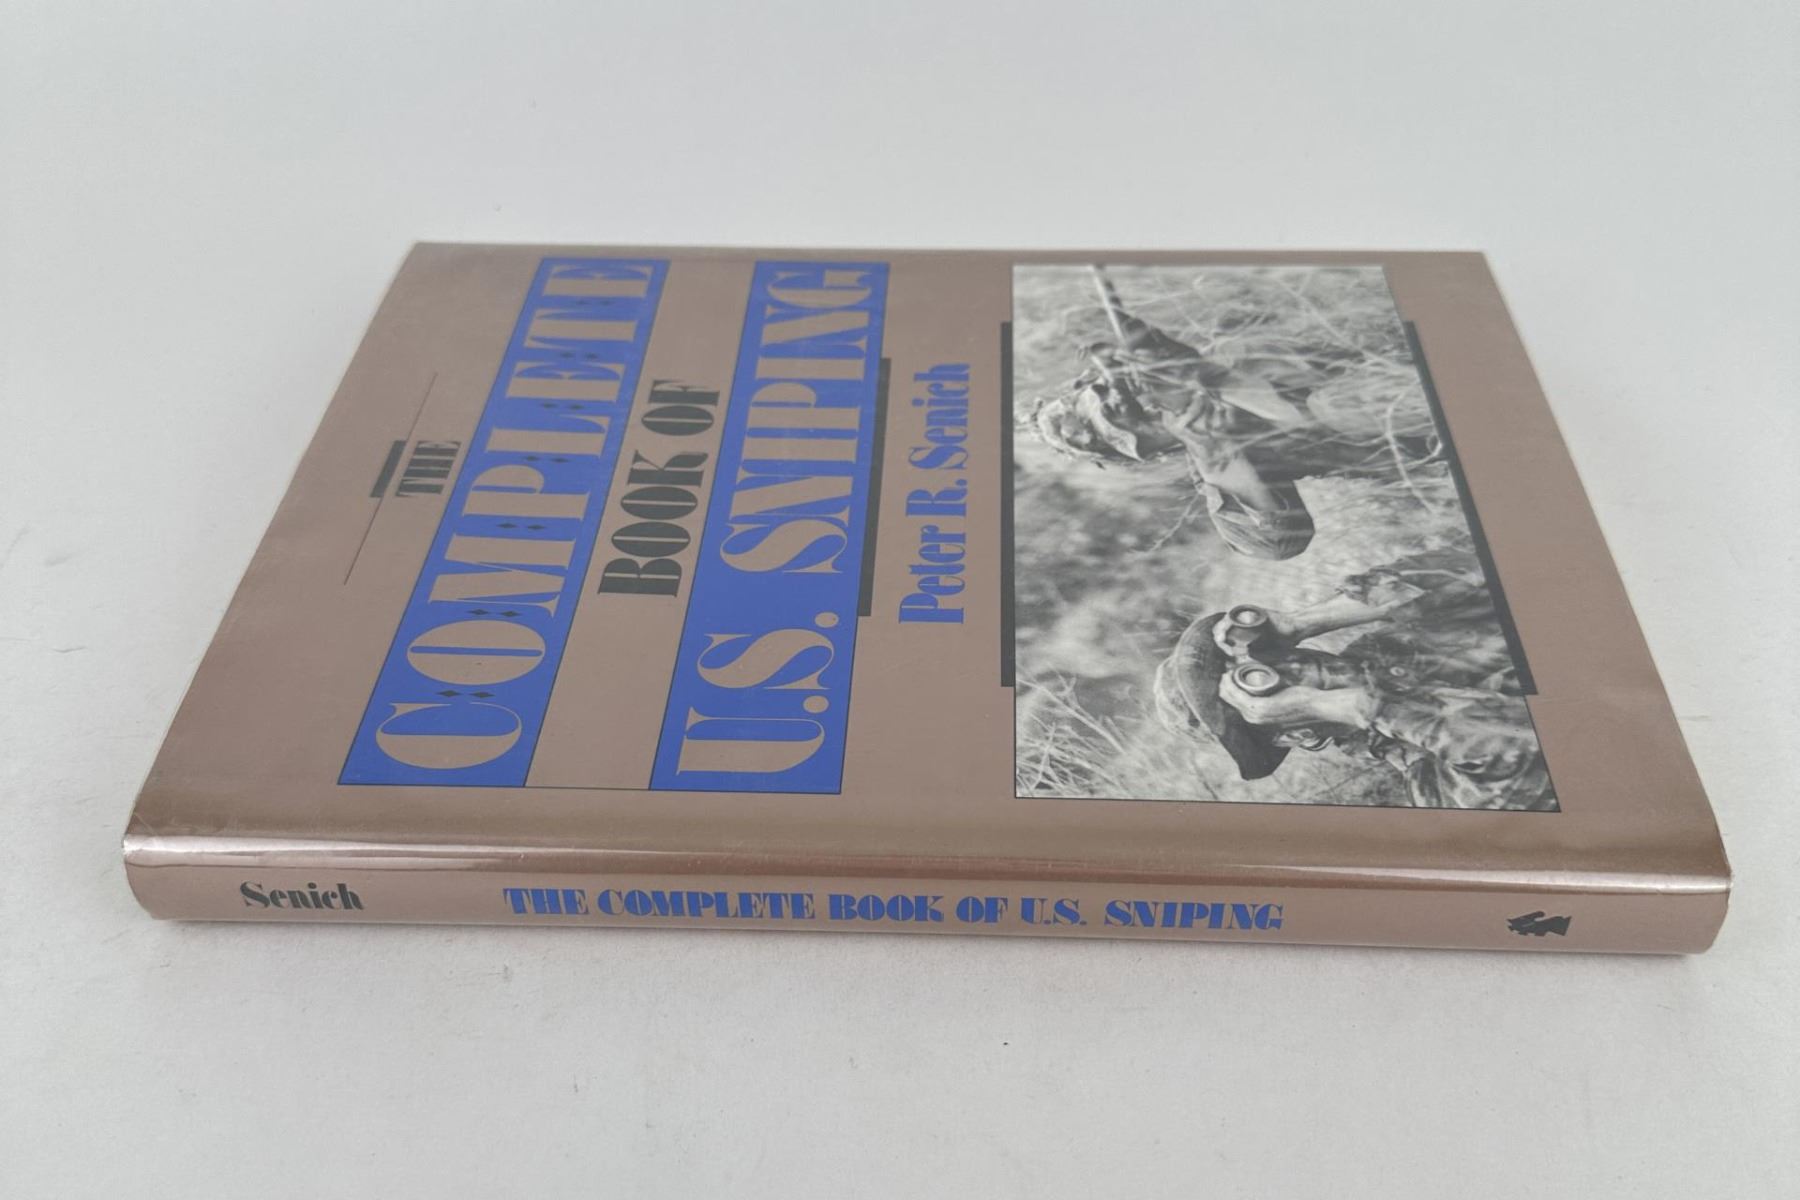 THE
COMPLETE
BOOK OF
U.S. SNIPING
Peter R. Senich
Senich
THE COMPLETE BOOK OF U.S. SNIPING